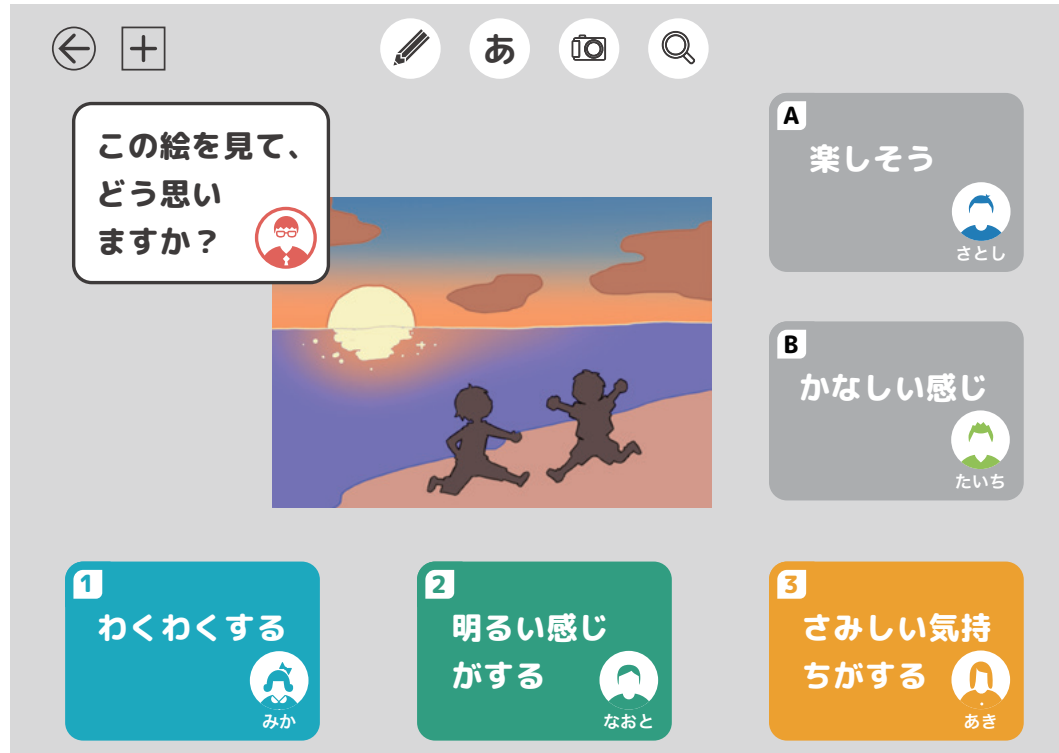 あ
この絵を見て、
どう思い
ますか？
A
楽しそう
さとし
B
かなしい感じ
たいち
1
わくわくする
みか
2
明るい感じ
がする
なおと
3
さみしい気持
ちがする
あき